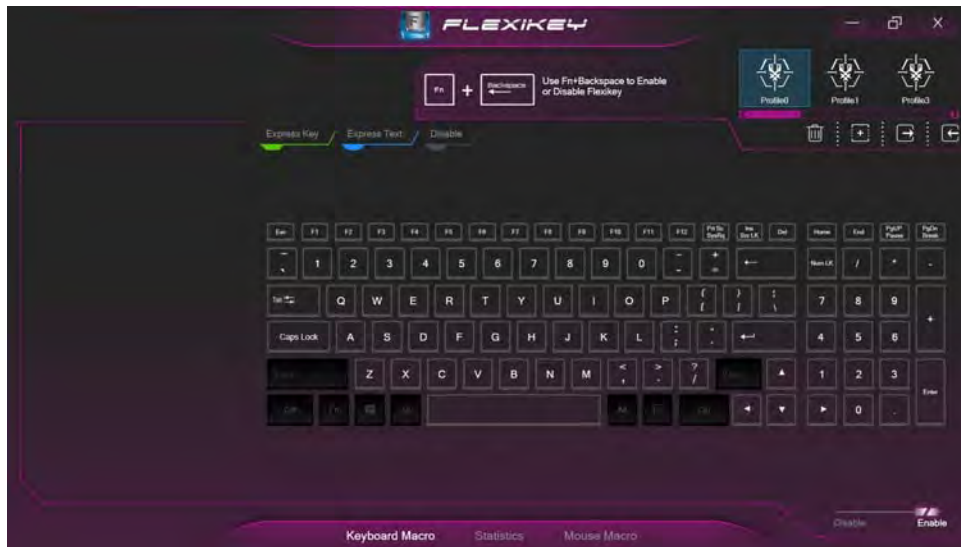 FLEXIKEY
Fn + Backspace Use Fn+Backspace to Enable
or Disable Flexikey
Profile0 Profile1 Profile3
Express Key Express Text Disable
Esc F1 F2 F3 F4 F5 F6 F7 F8 F9 F10 F11 F12 Prt Sc SysRq Ins Scr LK Del Home End PgUP Pause PgDn Break
1 2 3 4 5 6 7 8 9 0 - + = Num LK / * -
Tab Q W E R T Y U I O P { [ } ] 7 8 9 +
Caps Lock A S D F G H J K L : ; 4 5 6
Z X C V B N M < , > . ? / 1 2 3 Enter
Alt 0 .
Disable Enable
Keyboard Macro Statistics Mouse Macro